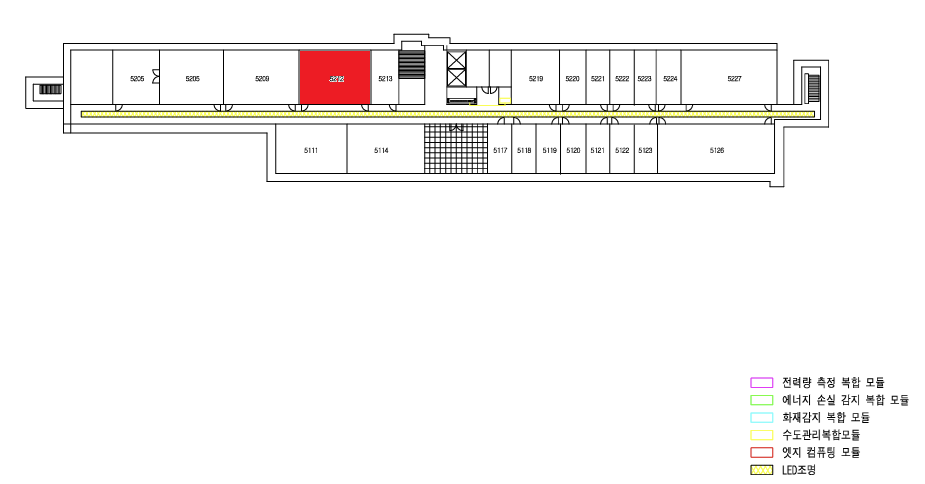 5205 5205 5209 5212 5213 5219 5220 5221 5222 5223 5224 5227
5111 5114 5117 5118 5119 5120 5121 5122 5123 5126
전력량 측정 복합 모듈
에너지 손실 감지 복합 모듈
화재감지 복합 모듈
수도관리복합모듈
엣지 컴퓨팅 모듈
LED조명